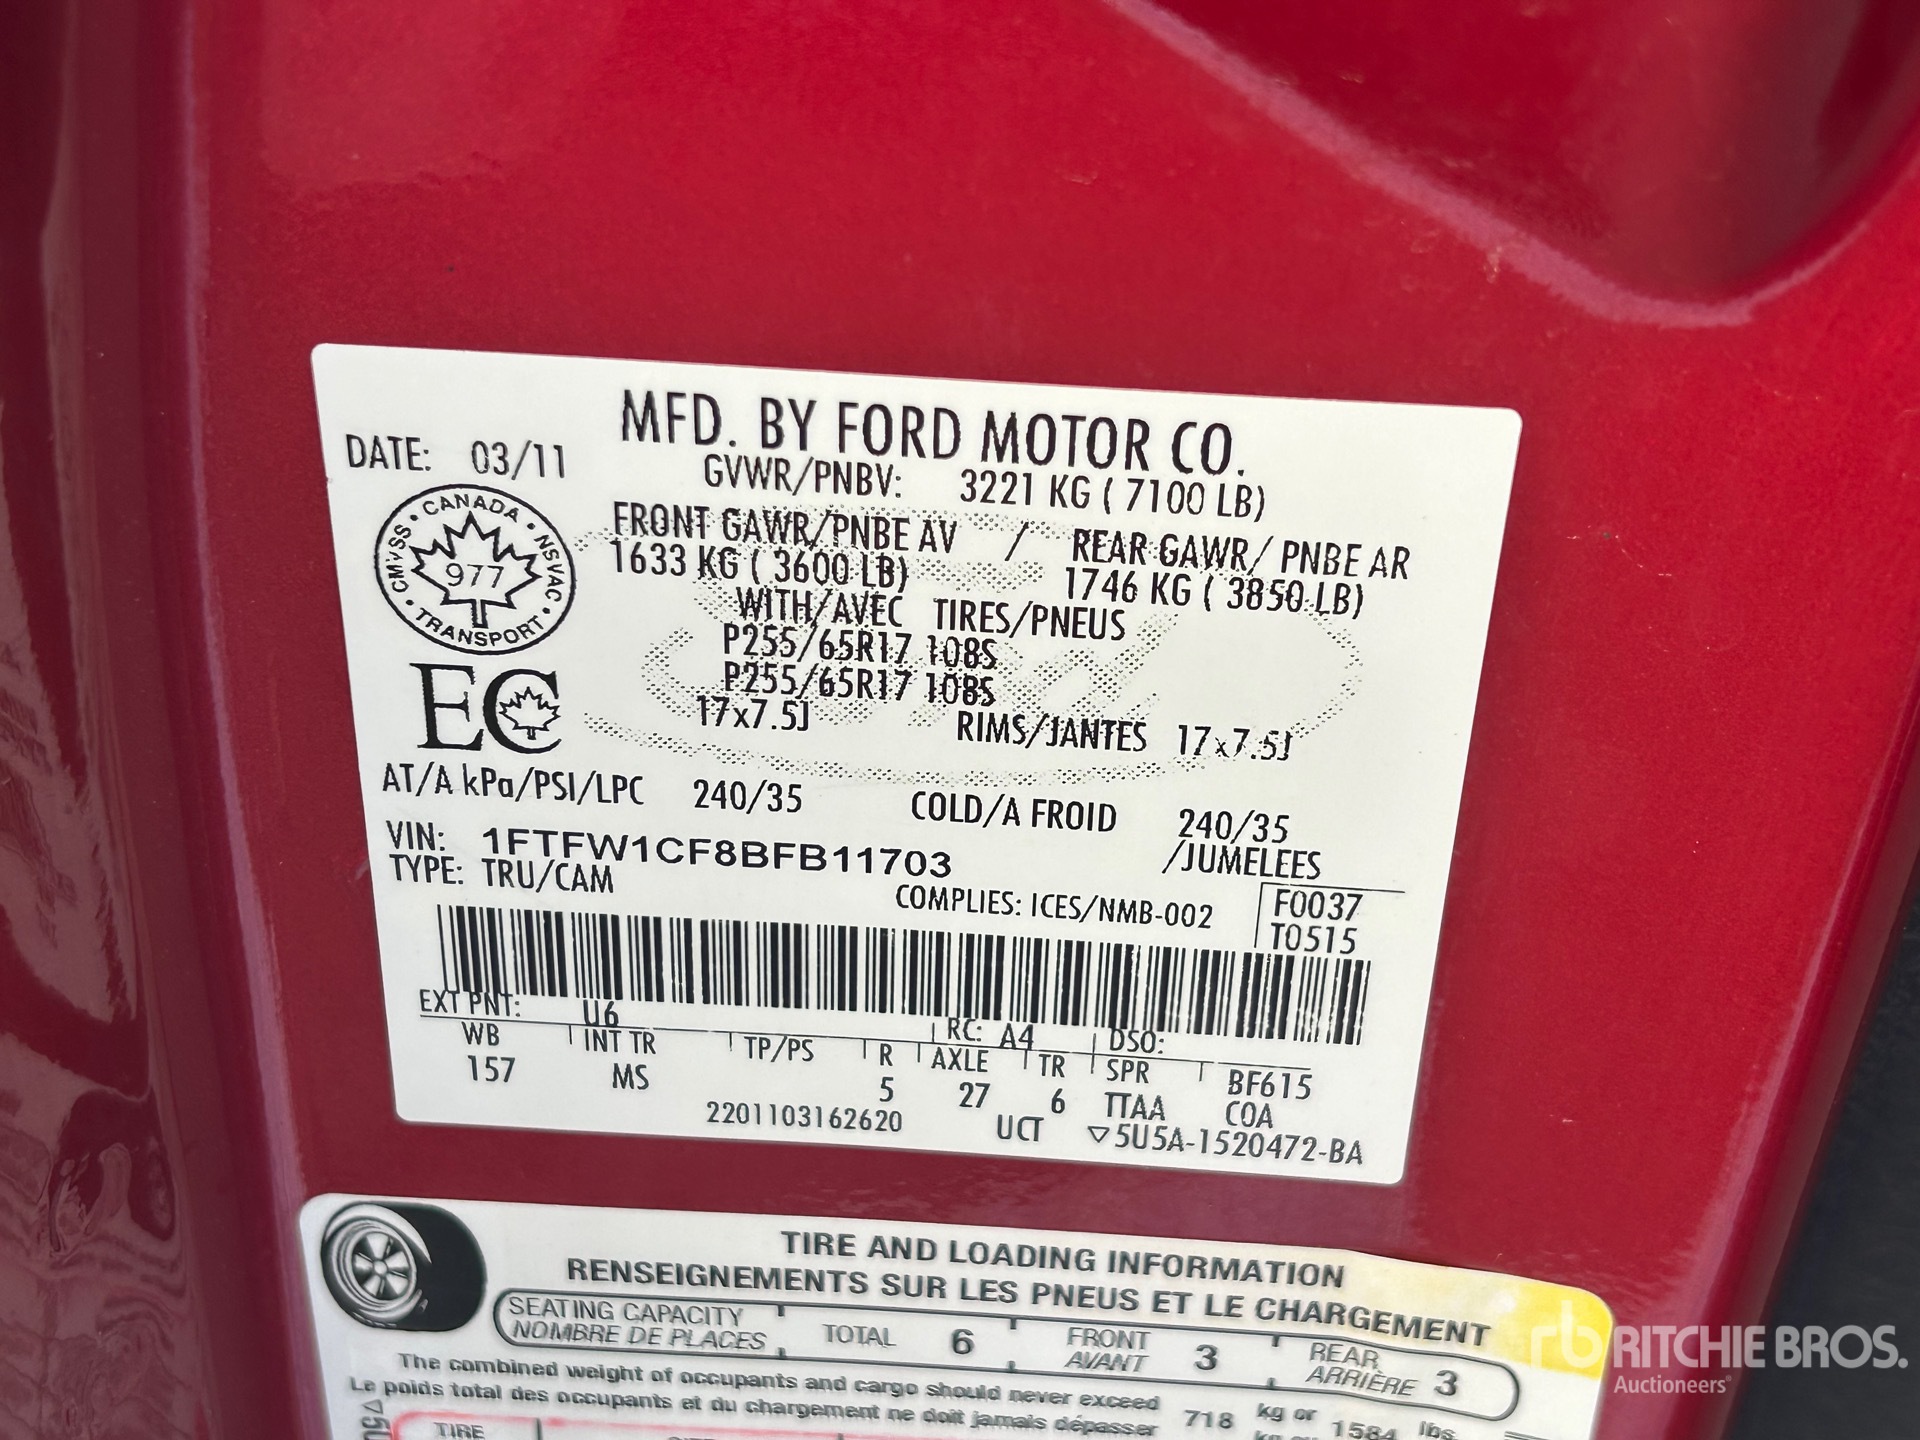 MFD. BY FORD MOTOR CO.
DATE: 03/11
GVWR/PNBV: 3221 KG ( 7100 LB)
FRONT GAWR/PNBE AV / REAR GAWR/ PNBE AR
1633 KG ( 3600 LB) 1746 KG ( 3850 LB)
WITH/AVEC TIRES/PNEUS
P255/65R17 108S
P255/65R17 108S
17x7.5J RIMS/JANTES 17x7.5J
CANADA
CMVSS NSVAC
977
TRANSPORT
EC
AT/A kPa/PSI/LPC 240/35 COLD/A FROID 240/35
VIN: 1FTFW1CF8BFB11703 /JUMELEES
TYPE: TRU/CAM
COMPLIES: ICES/NMB-002
F0037
T0515
EXT PNT: U6 RC: A4 DSO:
WB INT TR TP/PS R AXLE TR SPR BF615
157 MS 5 27 6 TTAA COA
2201103162620 UCT ▽5U5A-1520472-BA
TIRE AND LOADING INFORMATION
RENSEIGNEMENTS SUR LES PNEUS ET LE CHARGEMENT
SEATING CAPACITY
NOMBRE DE PLACES
TOTAL 6
FRONT
AVANT
3
REAR
ARRIÈRE
3
The combined weight of occupants and cargo should never exceed
Le poids total des occupants et du chargement ne doit jamais dépasser
718 kg or 1584 lbs
▽5U
TIRE
rb RITCHIE BROS.
Auctioneers